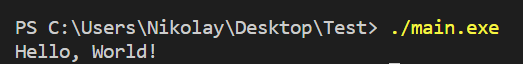 PS C:\Users\Nikolay\Desktop\Test> ./main.exe
Hello, World!